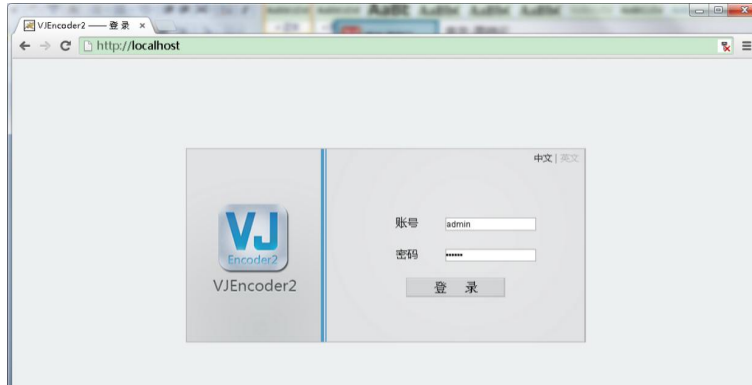 VJEncoder2 —— 登 录 ×
http://localhost
中文 | 英文
VJ
Encoder2
VJEncoder2
账号 admin
密码 ••••••
登 录